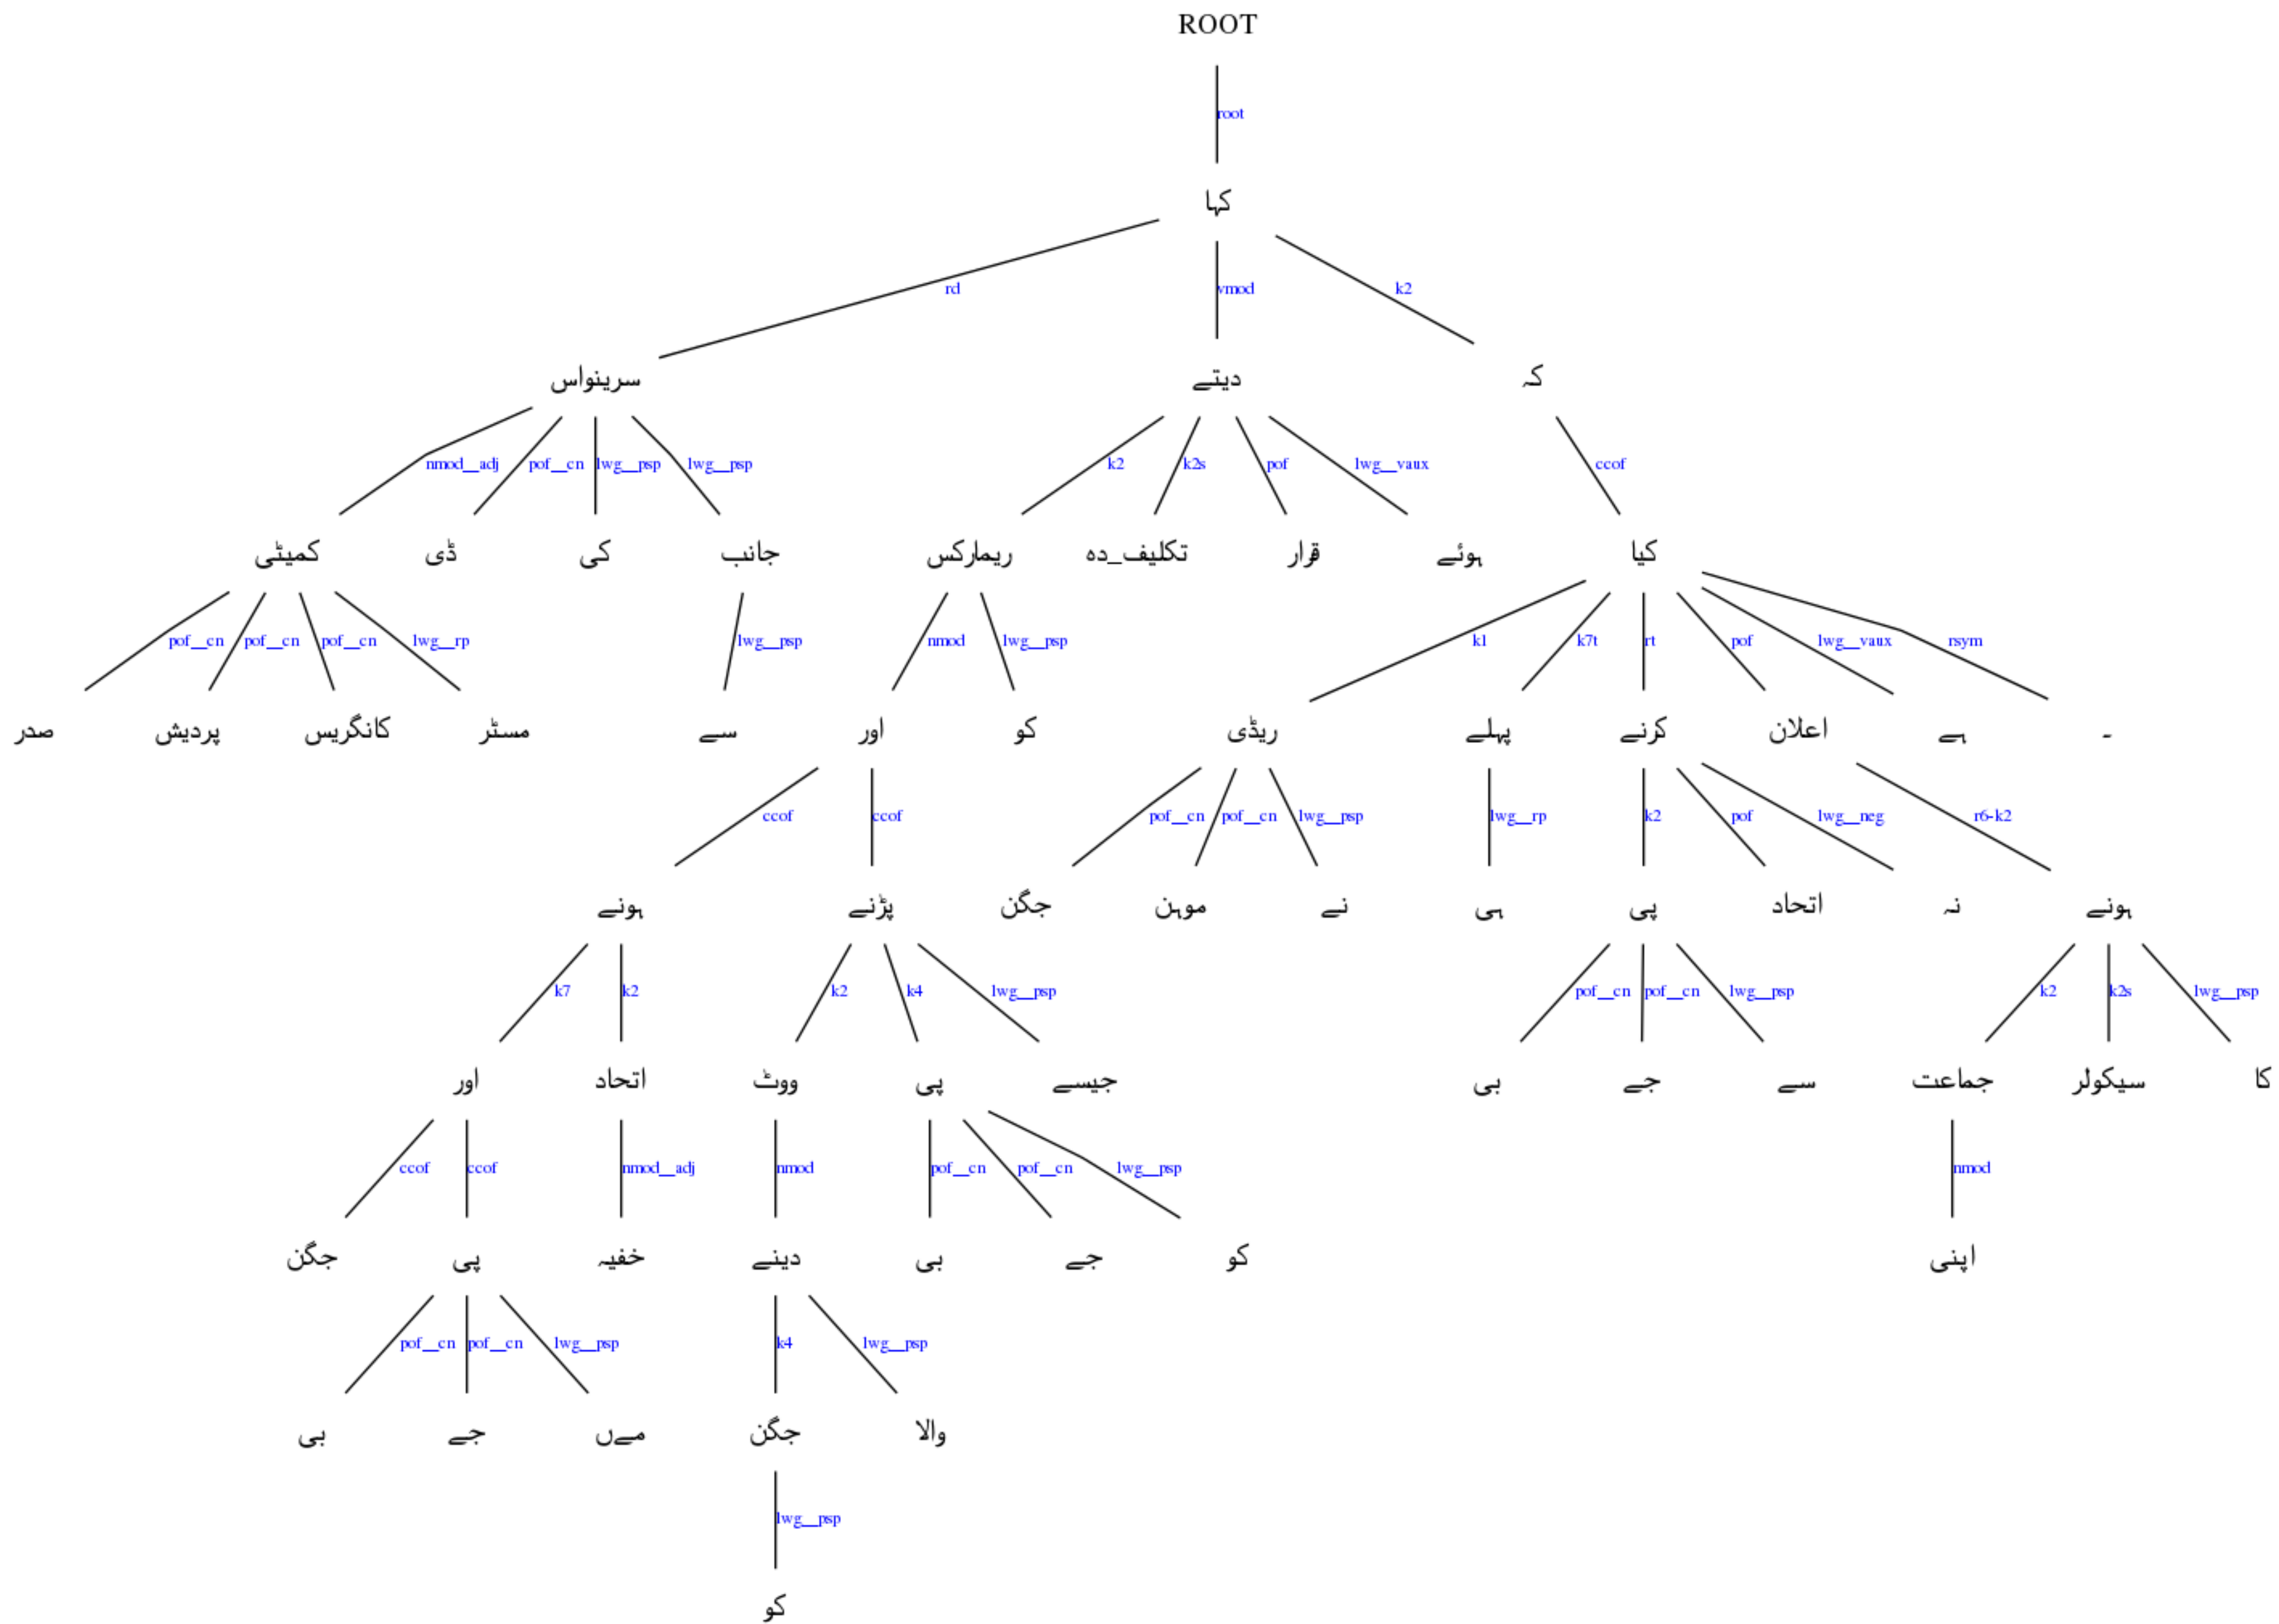 ROOT
root
کہا
rd vmod k2
سرینواس دیتے کہ
nmod__adj pof__cn lwg__psp lwg__psp k2 k2s pof lwg__vaux ccof
کمیٹی ڈی کی جانب ریمارکس تکلیف_دہ قرار ہوئے کیا
pof__cn pof__cn pof__cn lwg__rp lwg__psp nmod lwg__psp k1 k7t rt pof lwg__vaux rsym
صدر پردیش کانگریس مسٹر سے اور کو ریڈی پہلے کرنے اعلان ہے ۔
ccof ccof pof__cn pof__cn lwg__psp lwg__rp k2 pof lwg__neg r6-k2
ہونے پڑنے جگن موہن نے ہی پی اتحاد نہ ہونے
k7 k2 k2 k4 lwg__psp pof__cn pof__cn lwg__psp k2 k2s lwg__psp
اور اتحاد ووٹ پی جیسے بی جے سے جماعت سیکولر کا
ccof ccof nmod__adj nmod pof__cn pof__cn lwg__psp nmod
جگن پی خفیہ دینے بی جے کو اپنی
pof__cn pof__cn lwg__psp k4 lwg__psp
بی جے مےں جگن والا
lwg__psp
کو